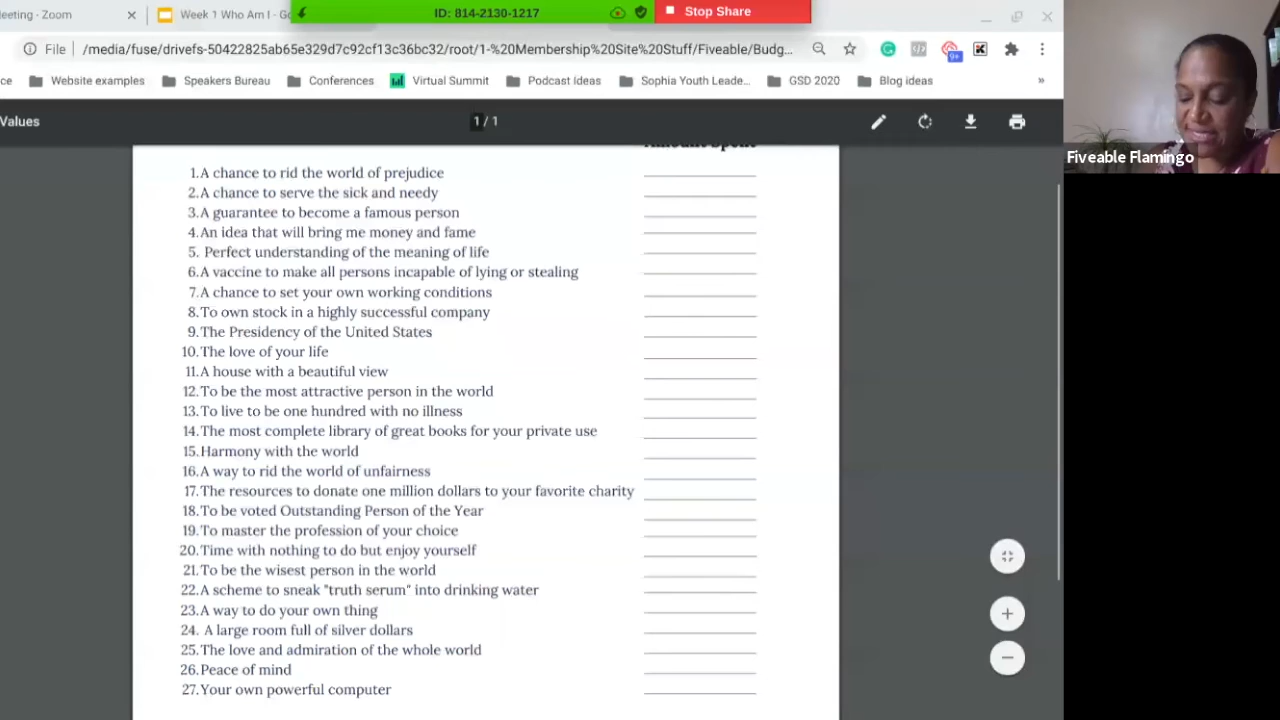 eeting - Zoom
Week 1 Who Am I - Go
ID: 814-2130-1217
Stop Share
File
/media/fuse/drivefs-50422825ab65e329d7c92cf13c36bc32/root/1-%20Membership%20Site%20Stuff/Fiveable/Budg...
9+
K
ce
Website examples
Speakers Bureau
Conferences
Virtual Summit
Podcast Ideas
Sophia Youth Leade...
GSD 2020
Blog ideas
»
Values
1 / 1
Fiveable Flamingo
Amount Spent
1.A chance to rid the world of prejudice
2.A chance to serve the sick and needy
3.A guarantee to become a famous person
4.An idea that will bring me money and fame
5. Perfect understanding of the meaning of life
6.A vaccine to make all persons incapable of lying or stealing
7.A chance to set your own working conditions
8.To own stock in a highly successful company
9.The Presidency of the United States
10.The love of your life
11.A house with a beautiful view
12.To be the most attractive person in the world
13.To live to be one hundred with no illness
14.The most complete library of great books for your private use
15.Harmony with the world
16.A way to rid the world of unfairness
17.The resources to donate one million dollars to your favorite charity
18.To be voted Outstanding Person of the Year
19.To master the profession of your choice
20.Time with nothing to do but enjoy yourself
21.To be the wisest person in the world
22.A scheme to sneak "truth serum" into drinking water
23.A way to do your own thing
24. A large room full of silver dollars
25.The love and admiration of the whole world
26.Peace of mind
27.Your own powerful computer